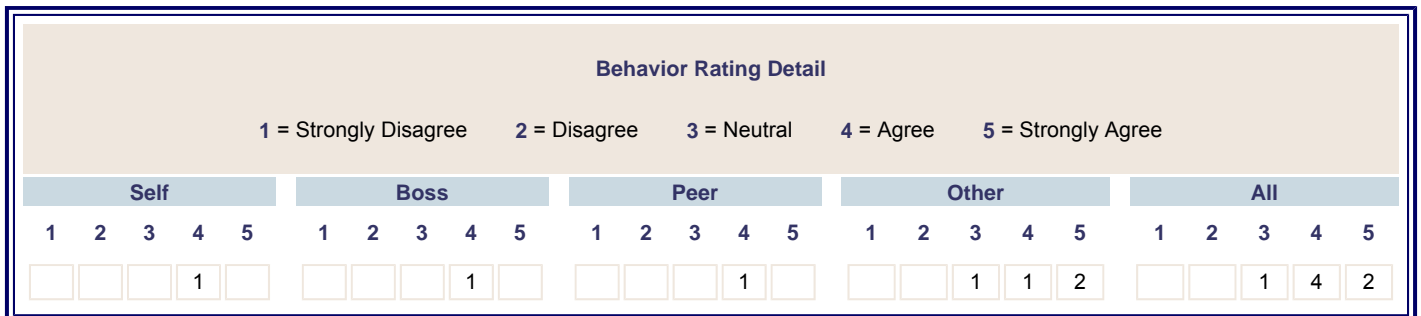 Behavior Rating Detail
1 = Strongly Disagree 2 = Disagree 3 = Neutral 4 = Agree 5 = Strongly Agree
Self Boss Peer Other All
1 2 3 4 5 1 2 3 4 5 1 2 3 4 5 1 2 3 4 5 1 2 3 4 5
1 1 1 1 1 2 1 4 2